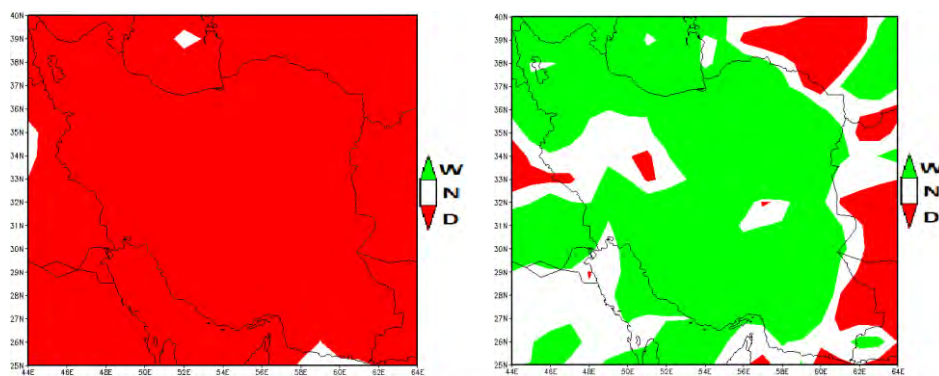 40N
39N
38N
37N
36N
35N
34N
33N
32N
31N
30N
29N
28N
27N
26N
25N
44E 46E 48E 50E 52E 54E 56E 58E 60E 62E 64E
W
N
D
40N
39N
38N
37N
36N
35N
34N
33N
32N
31N
30N
29N
28N
27N
26N
25N
44E 46E 48E 50E 52E 54E 56E 58E 60E 62E 64E
W
N
D